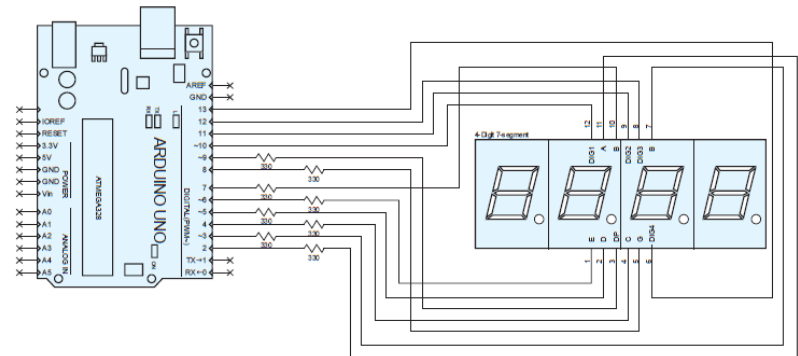 AREF
GND
13
12
11
~10
~9
8
7
~6
~5
4
~3
2
TX→1
RX←0
IOREF
RESET
3.3V
5V
GND
GND
Vin
A0
A1
A2
A3
A4
A5
POWER
ANALOG IN
ATMEGA328
ARDUINO UNO
DIGITAL (PWM~)
TX
RX
L
ON
330
330
330
330
330
330
330
330
4-Digit 7-segment
12 11 10 9 8 7
DIG1 A B DIG2 DIG3 B
E D DP C G DIG4
1 2 3 4 5 6